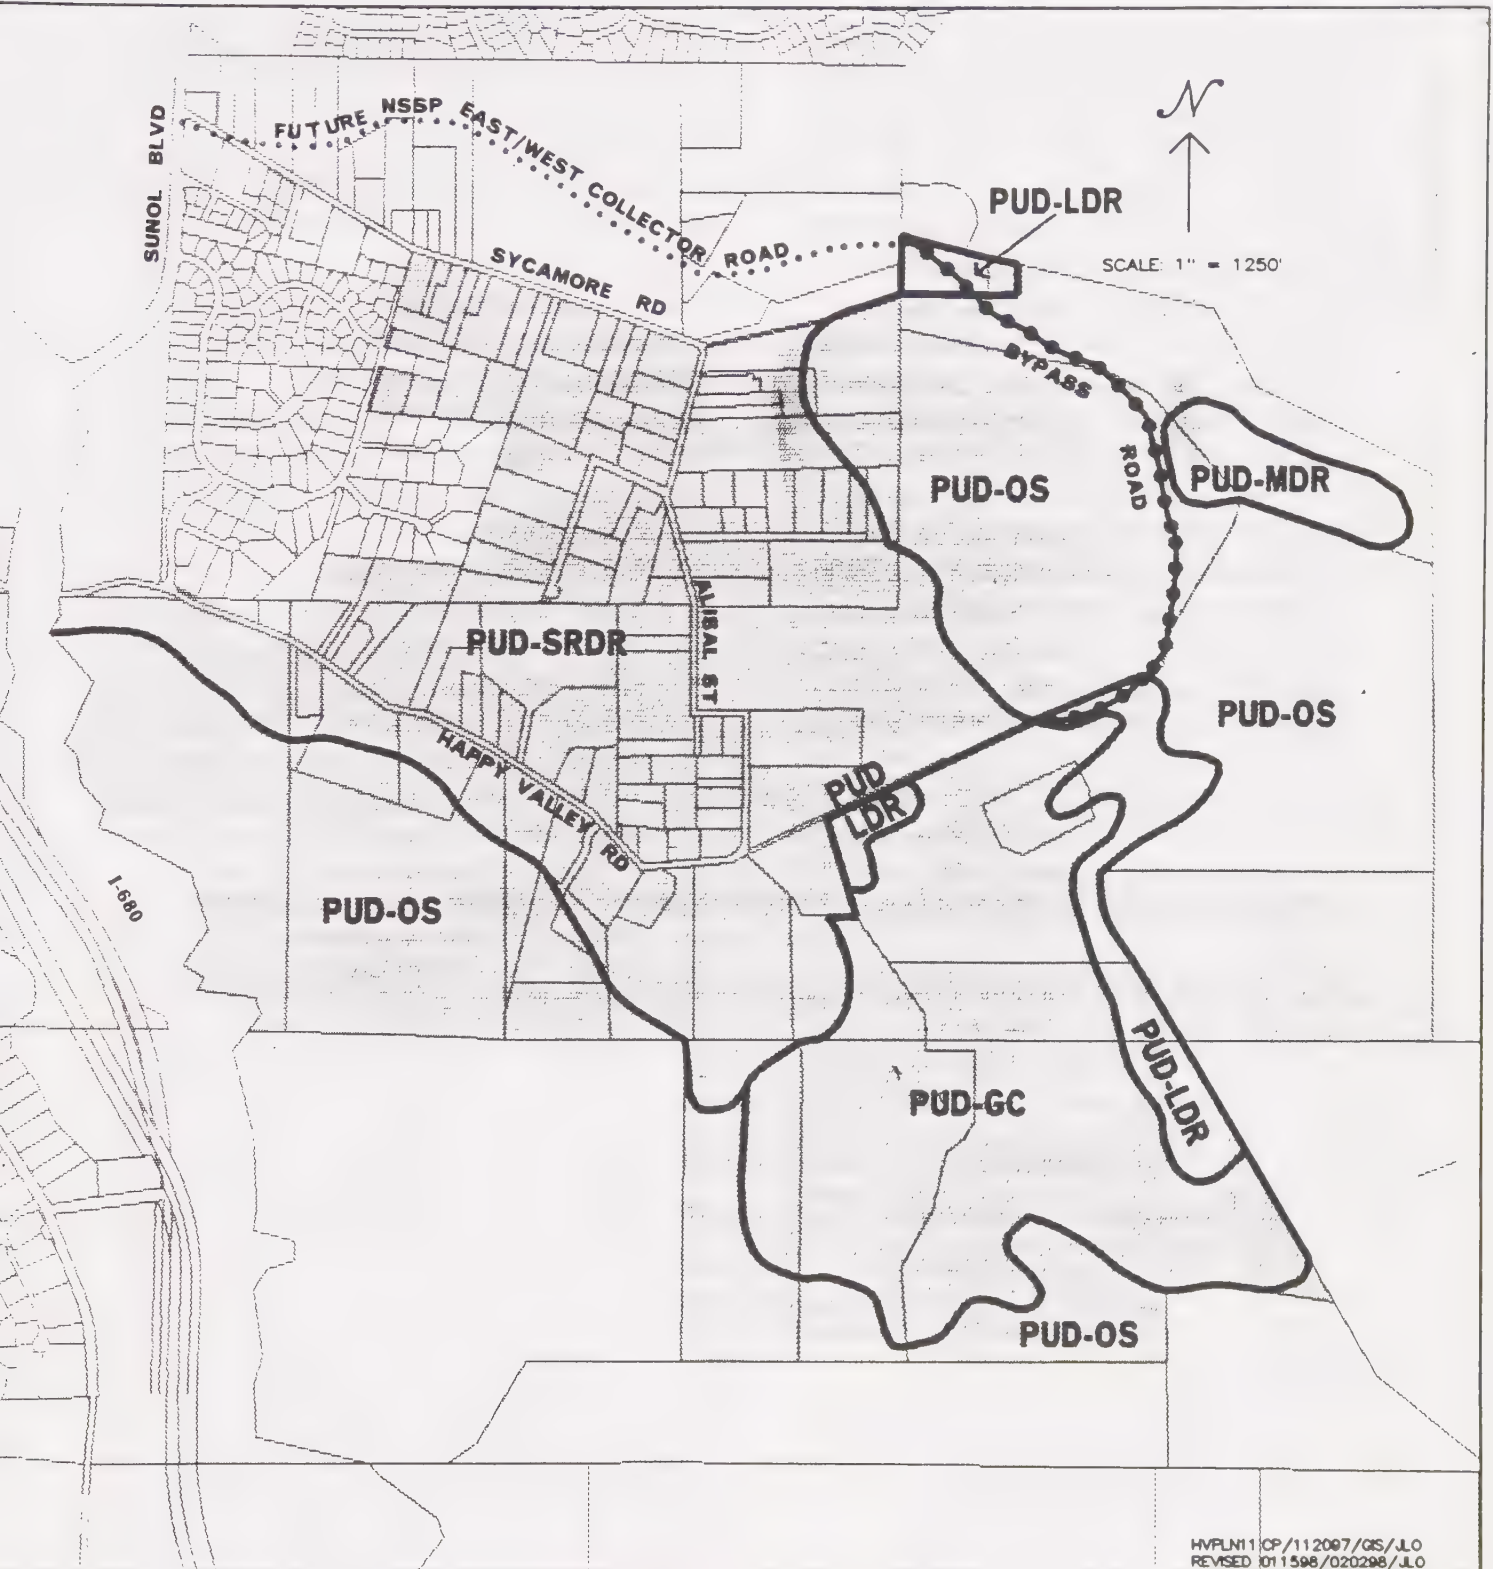 SUNOL BLVD
FUTURE NSSP EAST/WEST COLLECTOR ROAD
N
PUD-LDR
SCALE: 1" = 1250'
SYCAMORE RD
BYPASS ROAD
PUD-OS
PUD-MDR
ALISAL ST
PUD-SRDR
PUD-OS
HAPPY VALLEY RD
PUD
LDR
I-680
PUD-OS
PUD-LDR
PUD-GC
PUD-OS
HVPLN11 CP/112097/GIS/JLO
REVISED 011598/020298/JLO